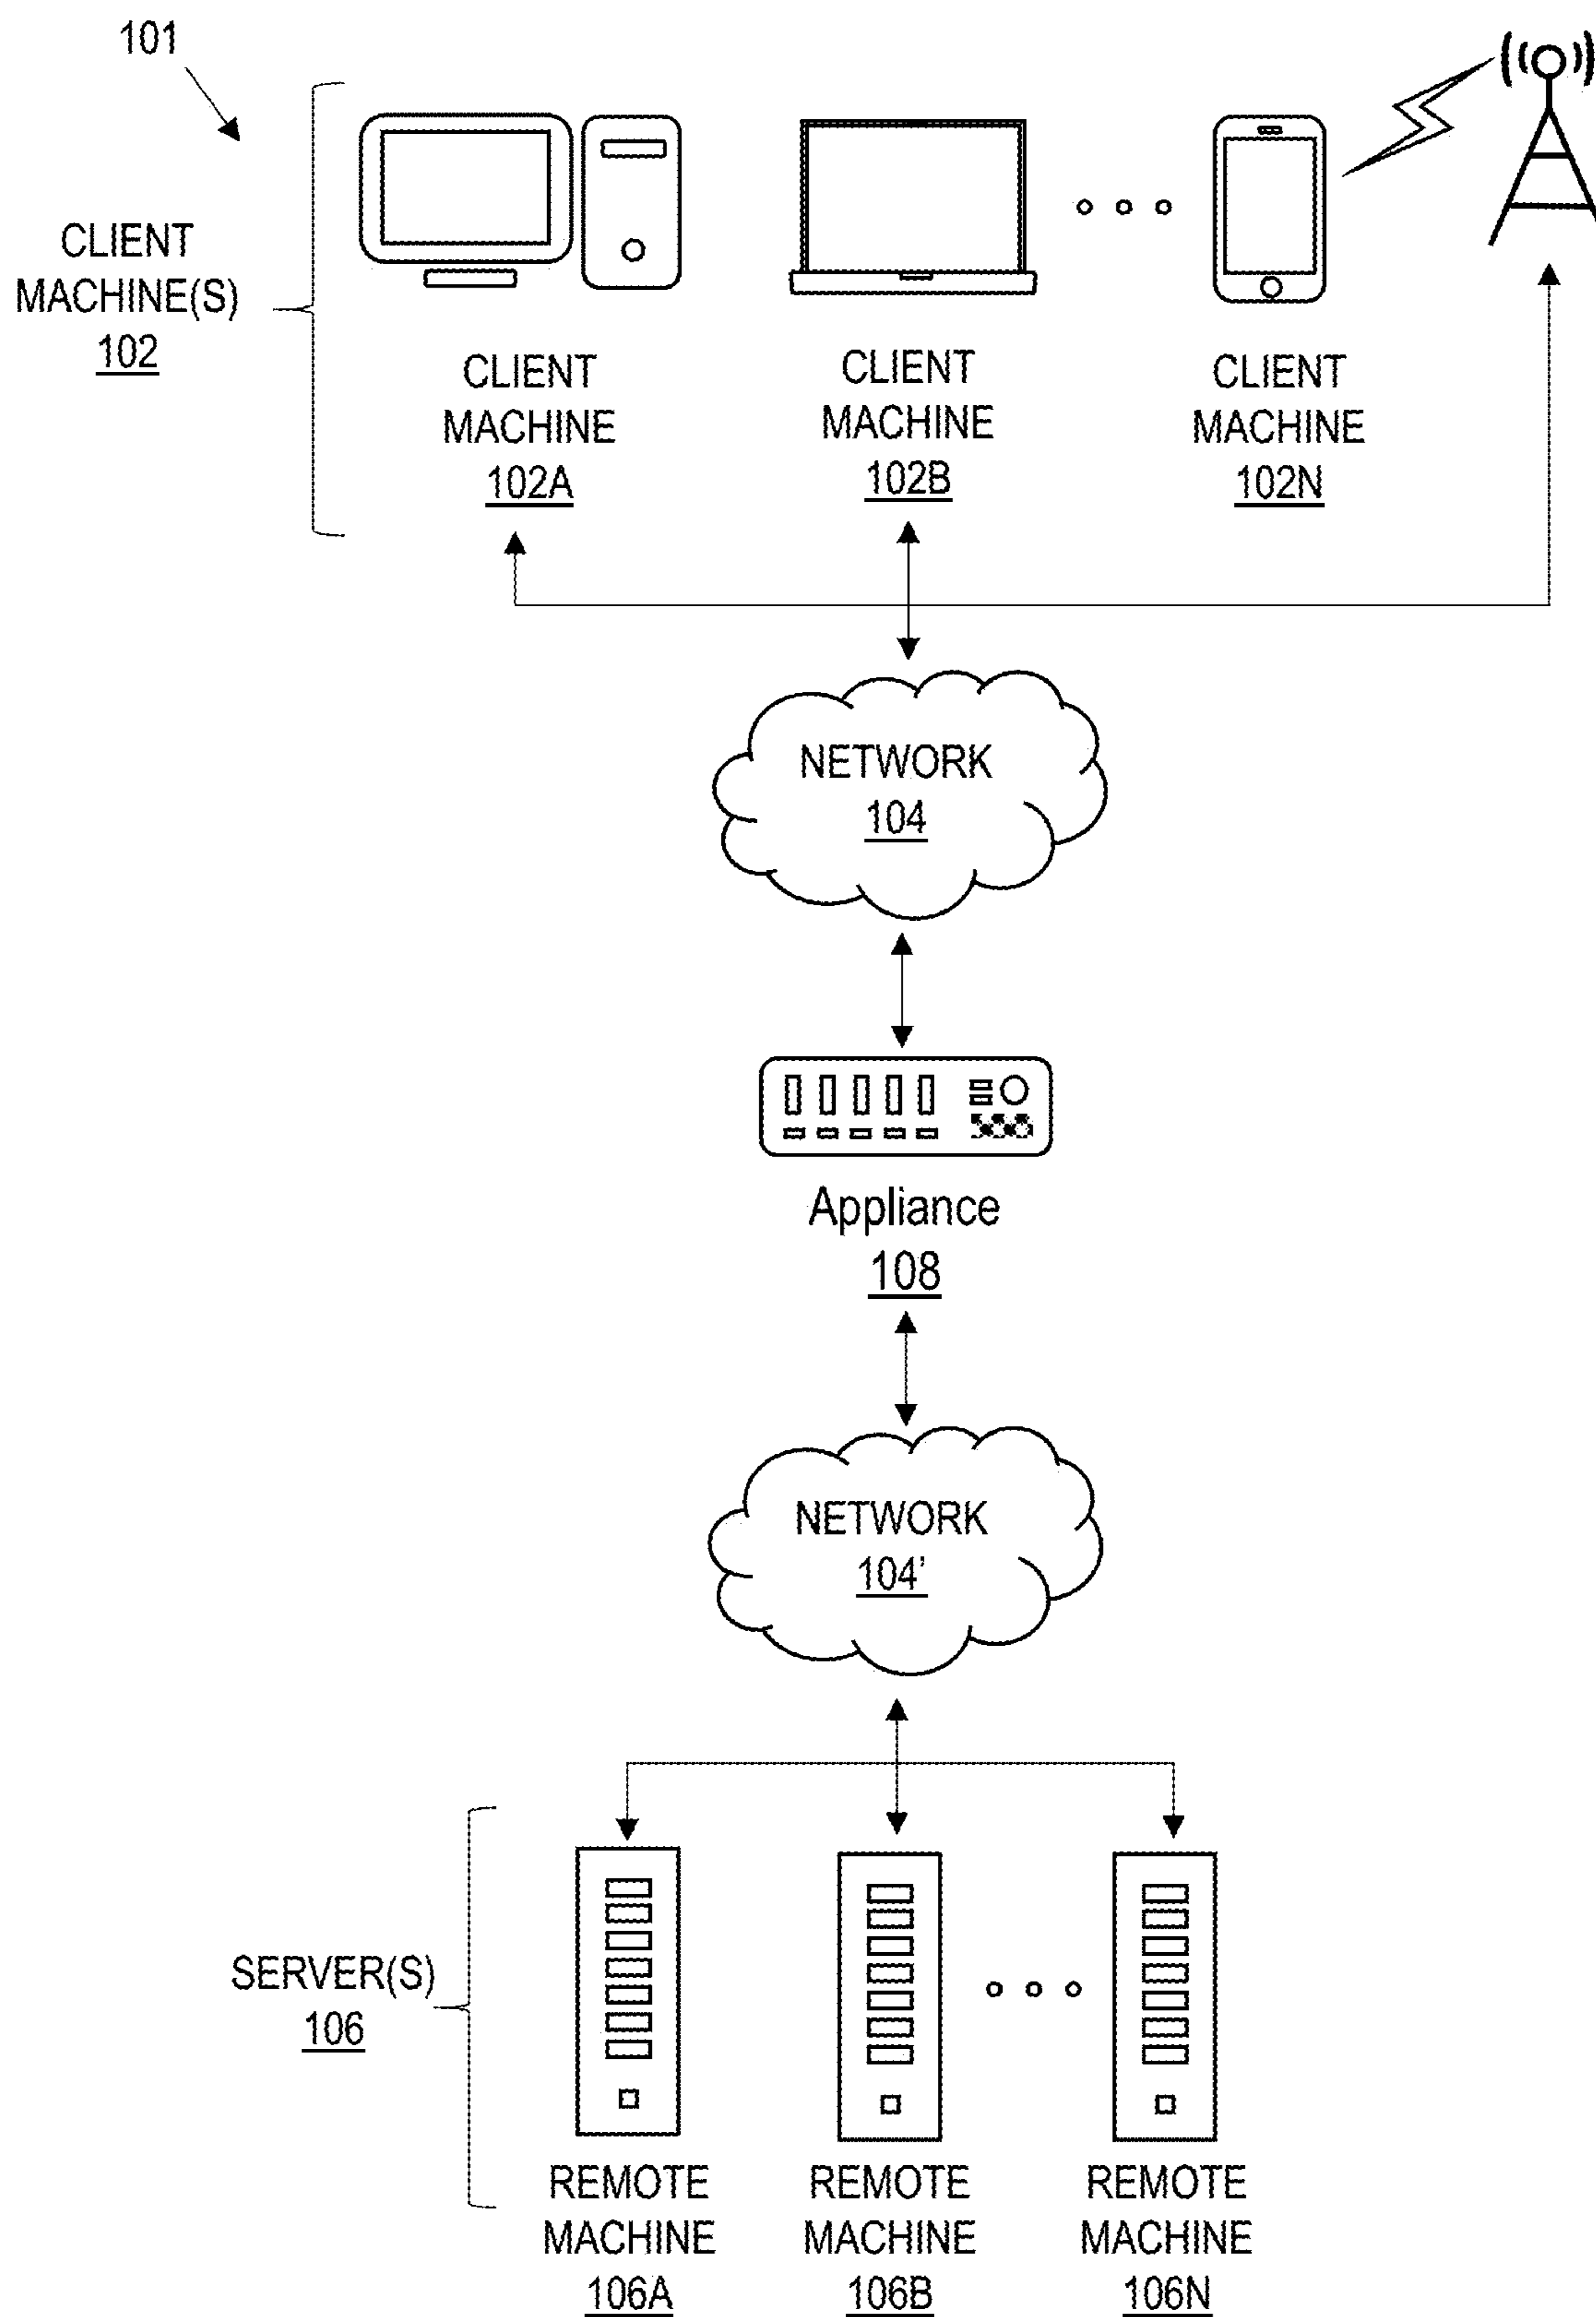 101
CLIENT
MACHINE(S)
102
CLIENT
MACHINE
102A
CLIENT
MACHINE
102B
CLIENT
MACHINE
102N
NETWORK
104
Appliance
108
NETWORK
104'
SERVER(S)
106
REMOTE
MACHINE
106A
REMOTE
MACHINE
106B
REMOTE
MACHINE
106N